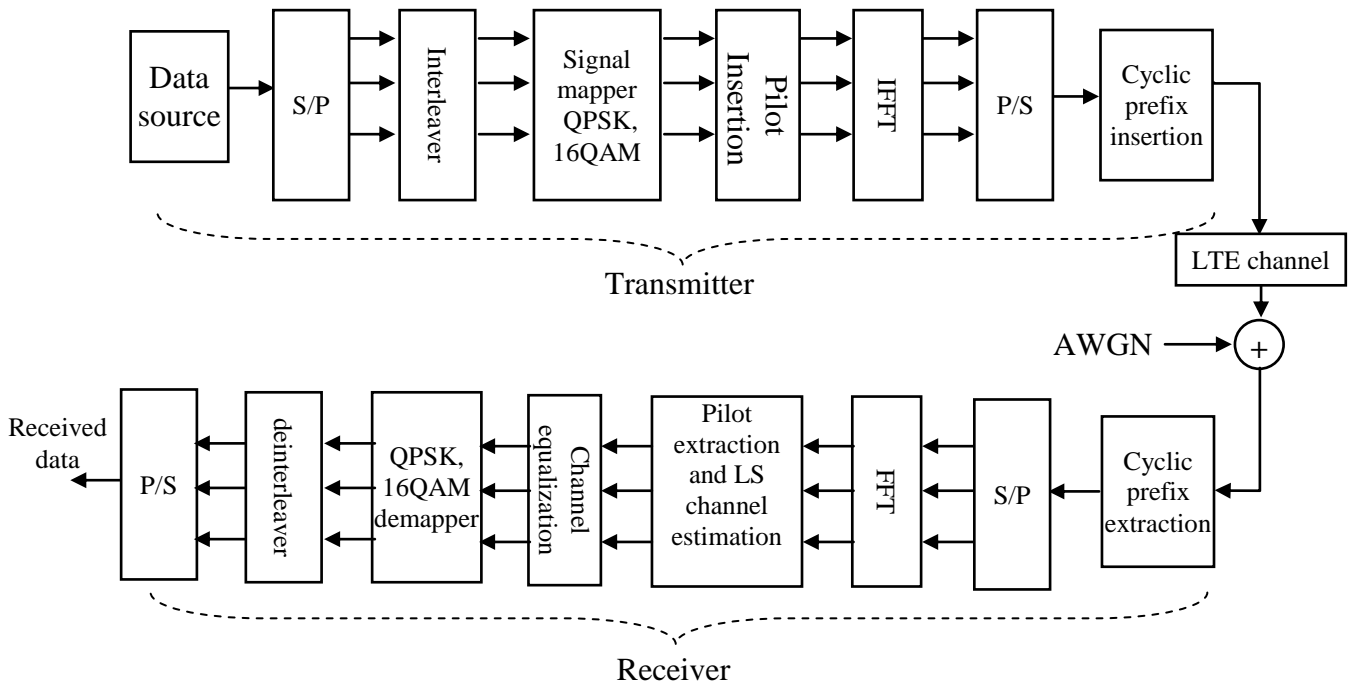 Data
source
S/P
Interleaver
Signal
mapper
QPSK,
16QAM
Pilot
Insertion
IFFT
P/S
Cyclic
prefix
insertion
Transmitter
LTE channel
AWGN
+
Received
data
P/S
deinterleaver
QPSK,
16QAM
demapper
Channel
equalization
Pilot
extraction
and LS
channel
estimation
FFT
S/P
Cyclic
prefix
extraction
Receiver